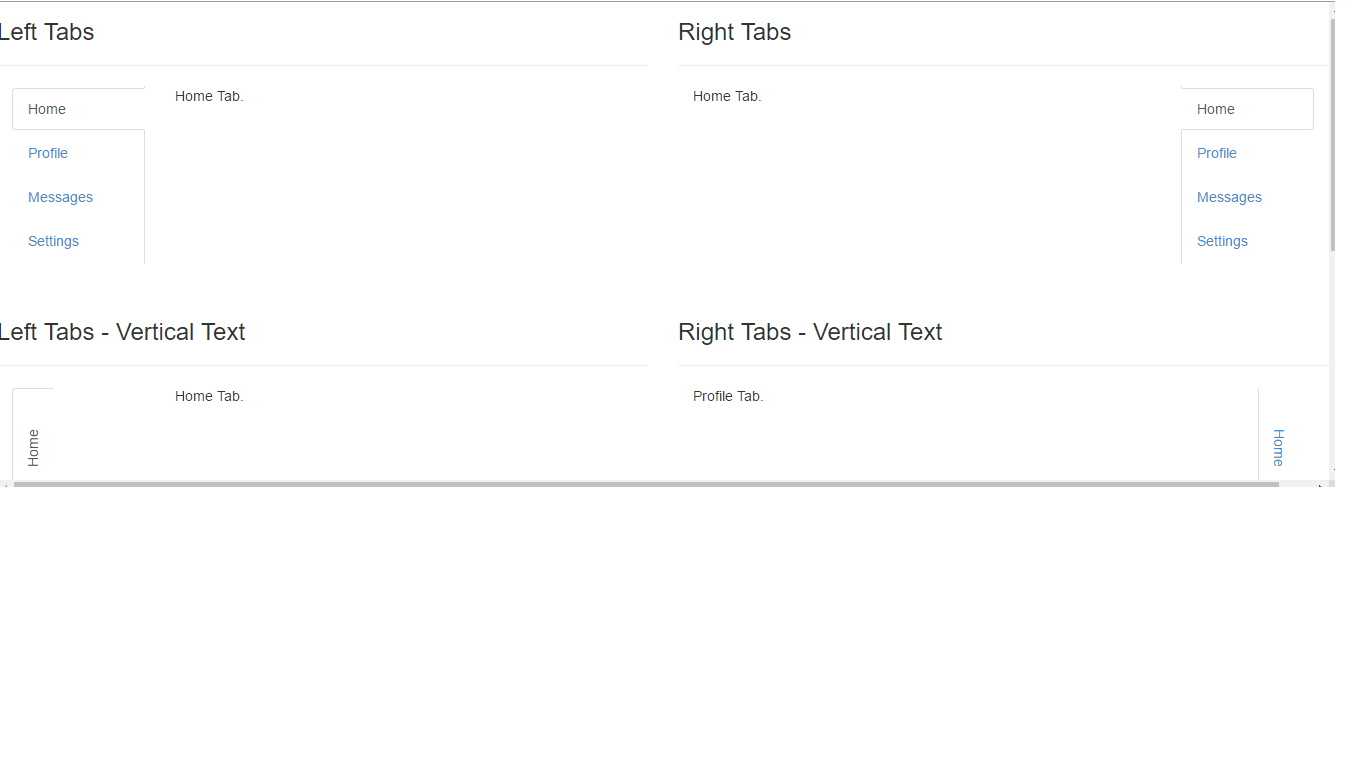 Left Tabs
Home
Profile
Messages
Settings
Home Tab.
Right Tabs
Home Tab.
Home
Profile
Messages
Settings
Left Tabs - Vertical Text
Home
Home Tab.
Right Tabs - Vertical Text
Profile Tab.
Home